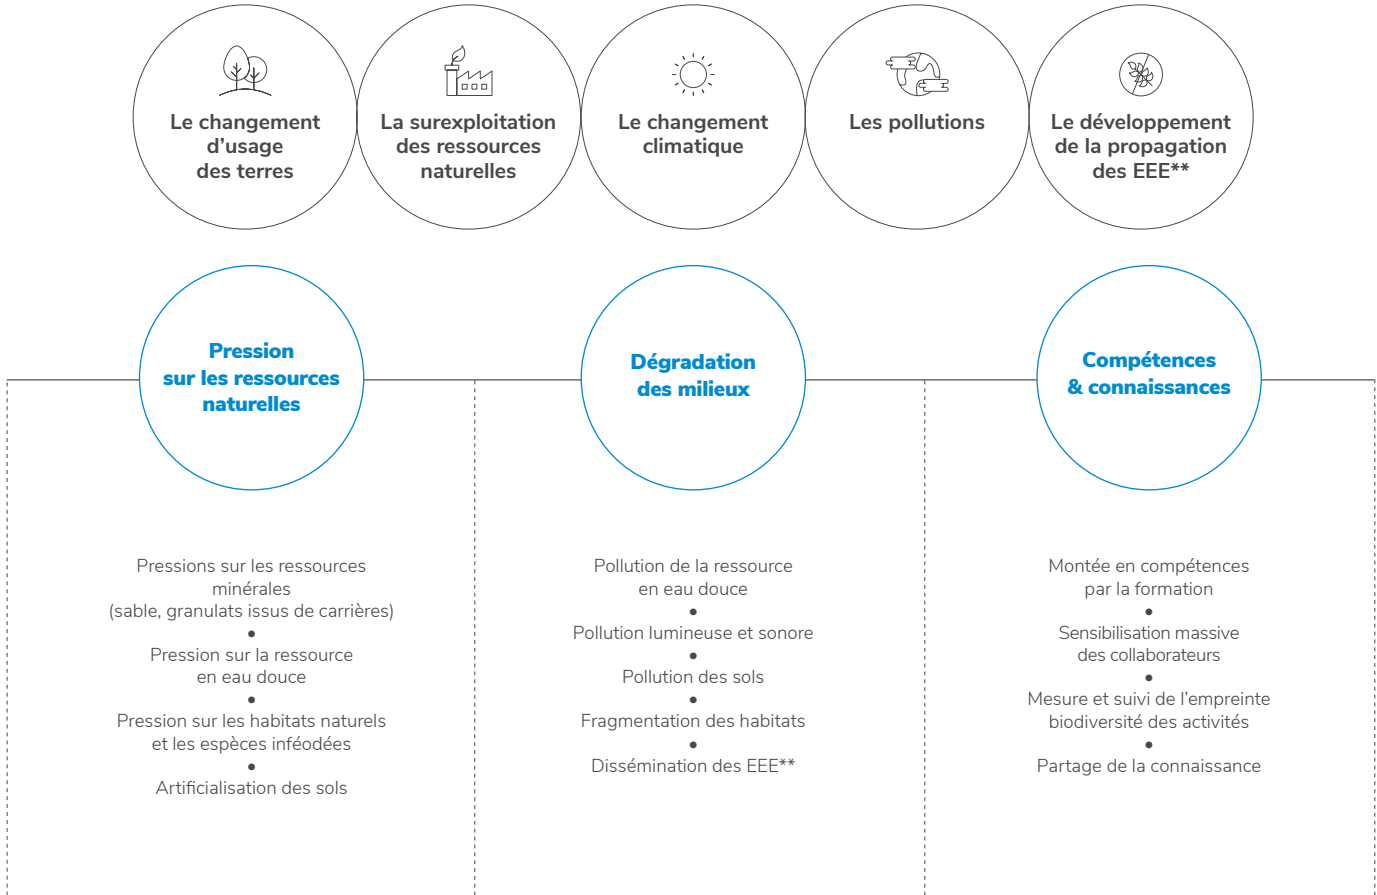 Le changement
d’usage
des terres
La surexploitation
des ressources
naturelles
Le changement
climatique
Les pollutions
Le développement
de la propagation
des EEE**
Pression
sur les ressources
naturelles
Dégradation
des milieux
Compétences
& connaissances
Pressions sur les ressources
minérales
(sable, granulats issus de carrières)
•
Pression sur la ressource
en eau douce
•
Pression sur les habitats naturels
et les espèces inféodées
•
Artificialisation des sols
Pollution de la ressource
en eau douce
•
Pollution lumineuse et sonore
•
Pollution des sols
•
Fragmentation des habitats
•
Dissémination des EEE**
Montée en compétences
par la formation
•
Sensibilisation massive
des collaborateurs
•
Mesure et suivi de l’empreinte
biodiversité des activités
•
Partage de la connaissance